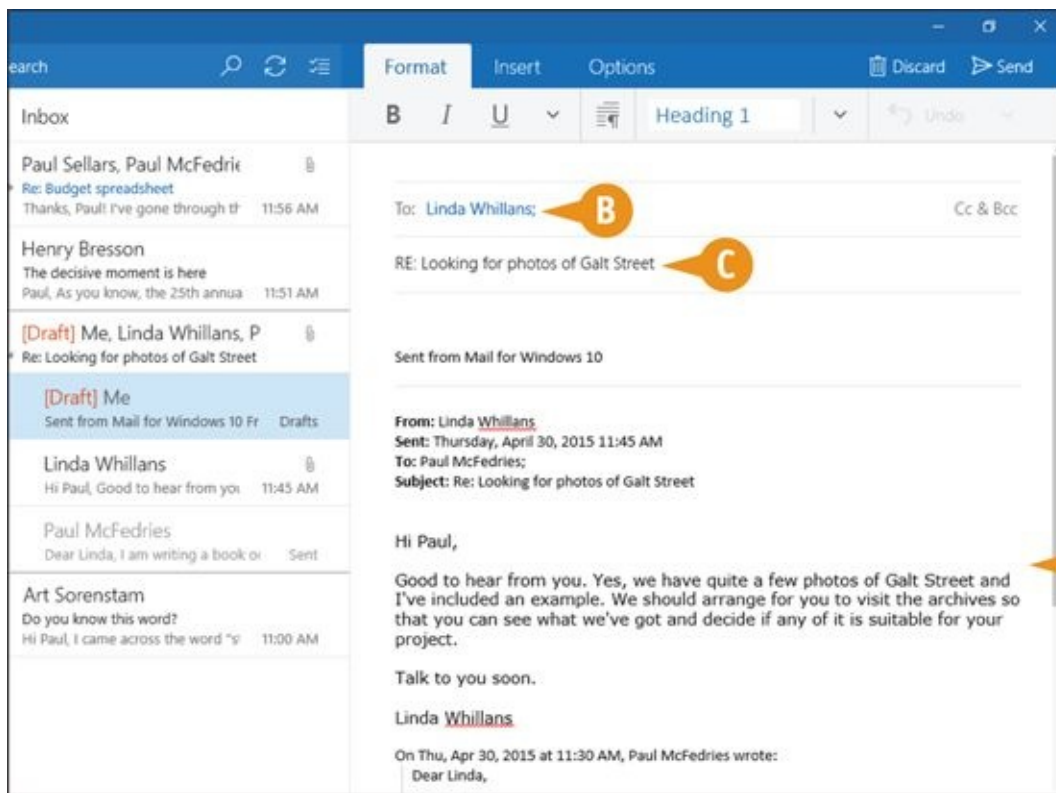 earch
Format Insert Options Discard Send
Inbox
B I U Heading 1 Undo
Paul Sellars, Paul McFedrie
Re: Budget spreadsheet
Thanks, Paul! I've gone through th 11:56 AM
Henry Bresson
The decisive moment is here
Paul, As you know, the 25th annua 11:51 AM
[Draft] Me, Linda Whillans, P
Re: Looking for photos of Galt Street
[Draft] Me
Sent from Mail for Windows 10 Fr Drafts
Linda Whillans
Hi Paul, Good to hear from you 11:45 AM
Paul McFedries
Dear Linda, I am writing a book Sent
Art Sorenstam
Do you know this word?
Hi Paul, I came across the word "s 11:00 AM
To: Linda Whillans; B Cc & Bcc
RE: Looking for photos of Galt Street C
Sent from Mail for Windows 10
From: Linda Whillans
Sent: Thursday, April 30, 2015 11:45 AM
To: Paul McFedries;
Subject: Re: Looking for photos of Galt Street
Hi Paul,
Good to hear from you. Yes, we have quite a few photos of Galt Street and
I've included an example. We should arrange for you to visit the archives so
that you can see what we've got and decide if any of it is suitable for your
project.
Talk to you soon.
Linda Whillans
On Thu, Apr 30, 2015 at 11:30 AM, Paul McFedries wrote:
Dear Linda,